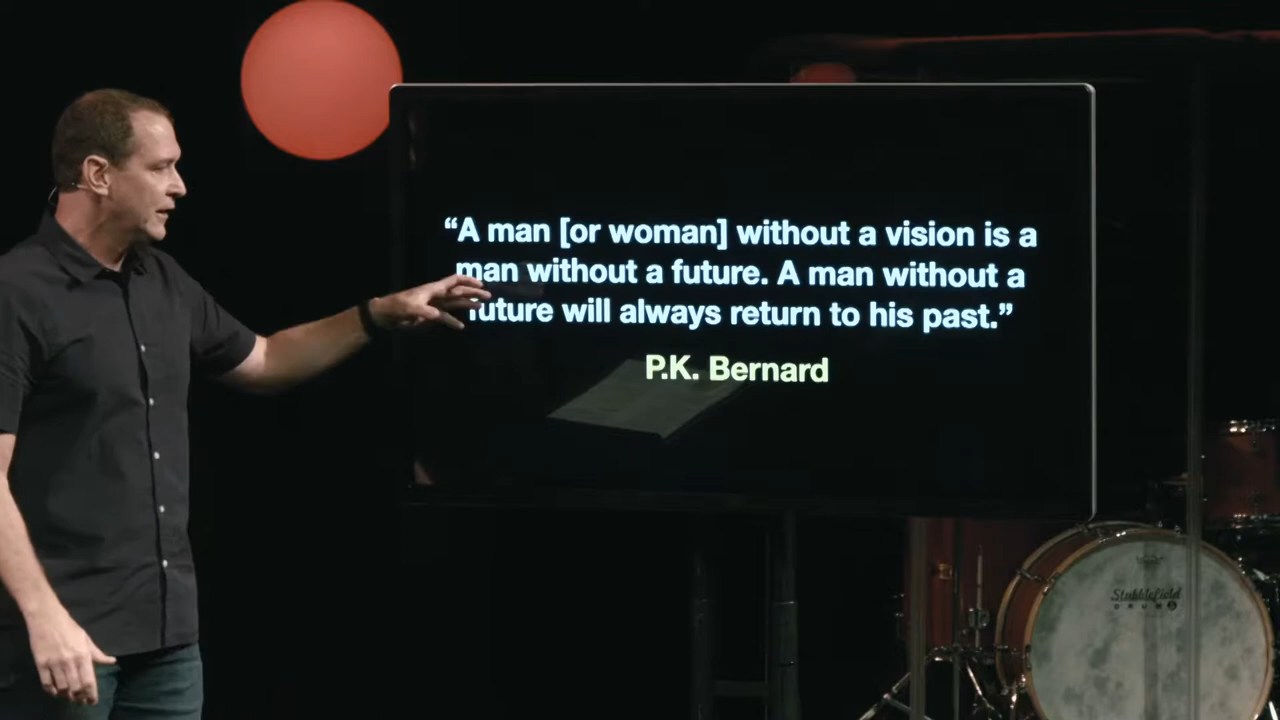 “A man [or woman] without a vision is a
man without a future. A man without a
future will always return to his past.”
P.K. Bernard
Stubblefield
DRUMS